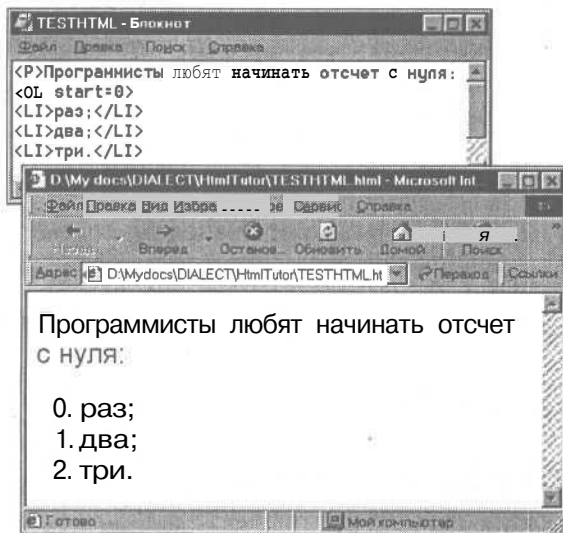 TESTHTML - Блокнот
Файл Правка Поиск Справка
<P>Программисты любят начинать отсчет с нуля:
<OL start=0>
<LI>раз;</LI>
<LI>два;</LI>
<LI>три.</LI>
D:\My docs\DIALECT\HtmlTutor\TESTHTML.html - Microsoft Int
Файл Правка Вид Избра ..... ое Сервис Справка
Вперед Останов... Обновить Домой Поиск
Адрес D:\Mydocs\DIALECT\HtmlTutor\TESTHTML.ht Переход Ссылки
Программисты любят начинать отсчет
с нуля:
0. раз;
1. два;
2. три.
Готово Мой компьютер